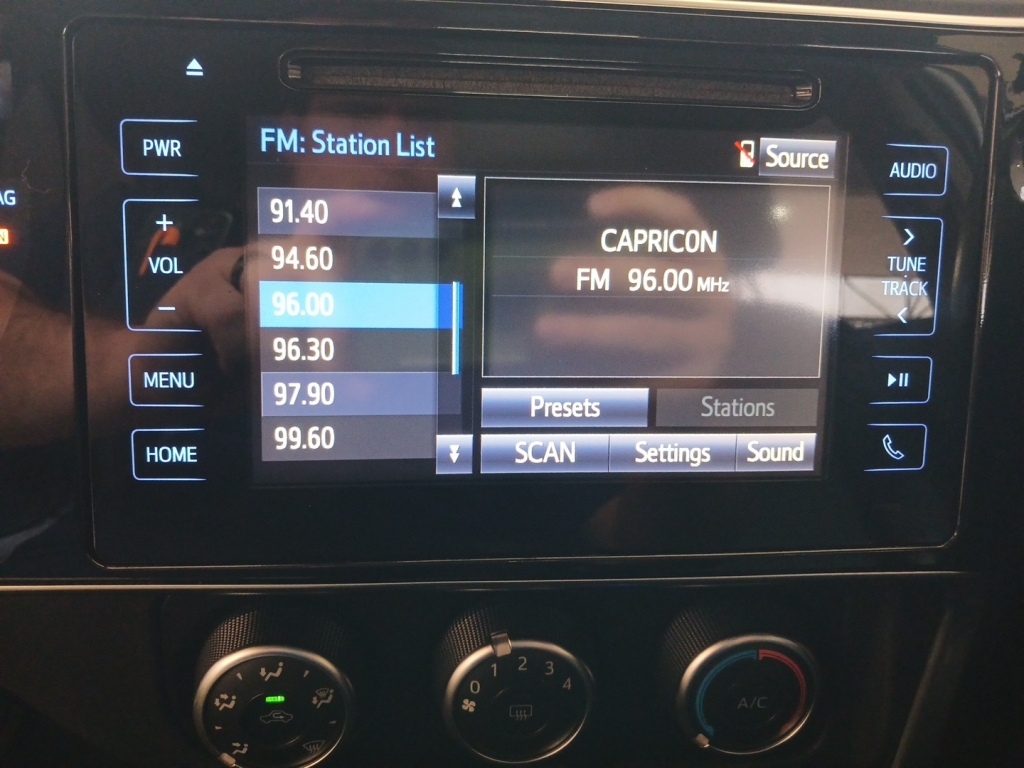 FM: Station List
Source
91.40
94.60
96.00
96.30
97.90
99.60
CAPRICON
FM 96.00 MHz
Presets
Stations
SCAN
Settings
Sound
PWR
+
VOL
−
MENU
HOME
AUDIO
>
TUNE
TRACK
<
AG
0 1 2 3 4
A/C